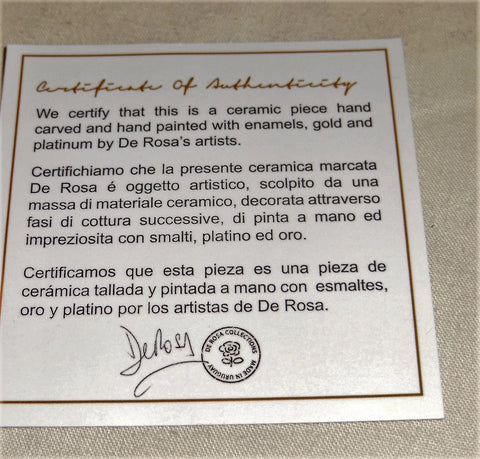 Certificate Of Authenticity
We certify that this is a ceramic piece hand
carved and hand painted with enamels, gold and
platinum by De Rosa's artists.
Certifichiamo che la presente ceramica marcata
De Rosa é oggetto artistico, scolpito da una
massa di materiale ceramico, decorata attraverso
fasi di cottura successive, di pinta a mano ed
impreziosita con smalti, platino ed oro.
Certificamos que esta pieza es una pieza de
cerámica tallada y pintada a mano con esmaltes,
oro y platino por los artistas de De Rosa.
De Rosa
DE ROSA COLLECTIONS
MADE IN URUGUAY